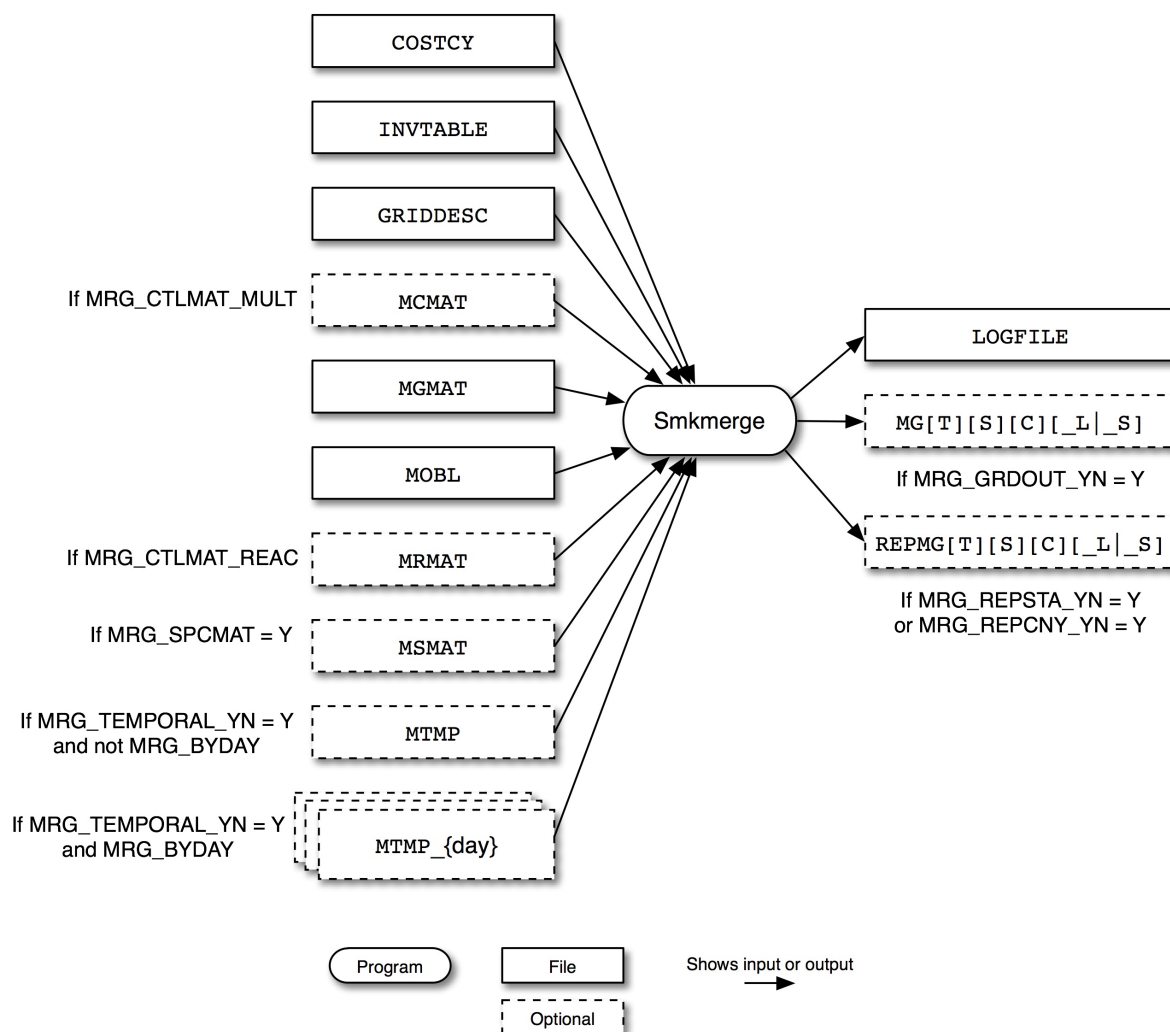 COSTCY
INVTABLE
GRIDDESC
If MRG_CTLMAT_MULT
MCMAT
MGMAT
MOBL
If MRG_CTLMAT_REAC
MRMAT
If MRG_SPCMAT = Y
MSMAT
If MRG_TEMPORAL_YN = Y
and not MRG_BYDAY
MTMP
If MRG_TEMPORAL_YN = Y
and MRG_BYDAY
MTMP_{day}
Smkmerge
LOGFILE
MG[T][S][C][_L|_S]
If MRG_GRDOUT_YN = Y
REPMG[T][S][C][_L|_S]
If MRG_REPSTA_YN = Y
or MRG_REPCNY_YN = Y
Program
File
Shows input or output
Optional